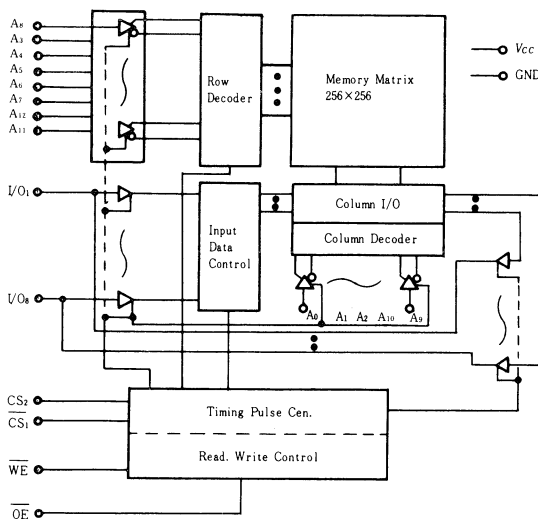 A8
A3
A4
A5
A6
A7
A12
A11
Row
Decoder
Memory Matrix
256×256
Vcc
GND
I/O1
Input
Data
Control
Column I/O
Column Decoder
I/O8
A0 A1 A2 A10 A9
CS2
CS1
Timing Pulse Cen.
Read. Write Control
WE
OE